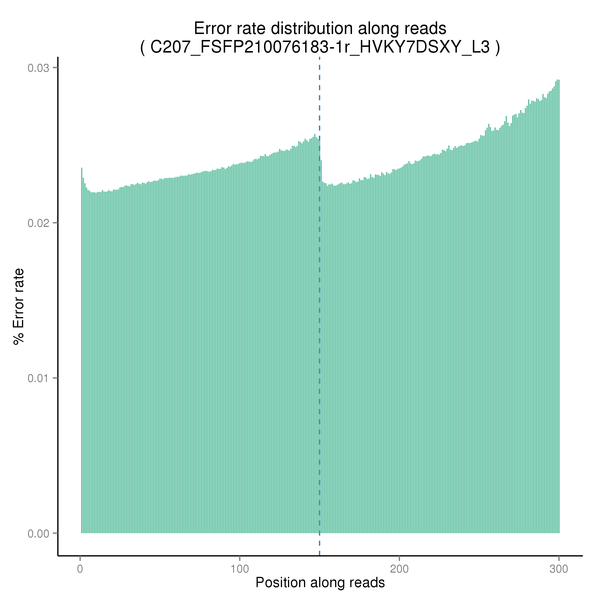 Error rate distribution along reads
( C207_FSFP210076183-1r_HVKY7DSXY_L3 )
% Error rate
0.03
0.02
0.01
0.00
0 100 200 300
Position along reads